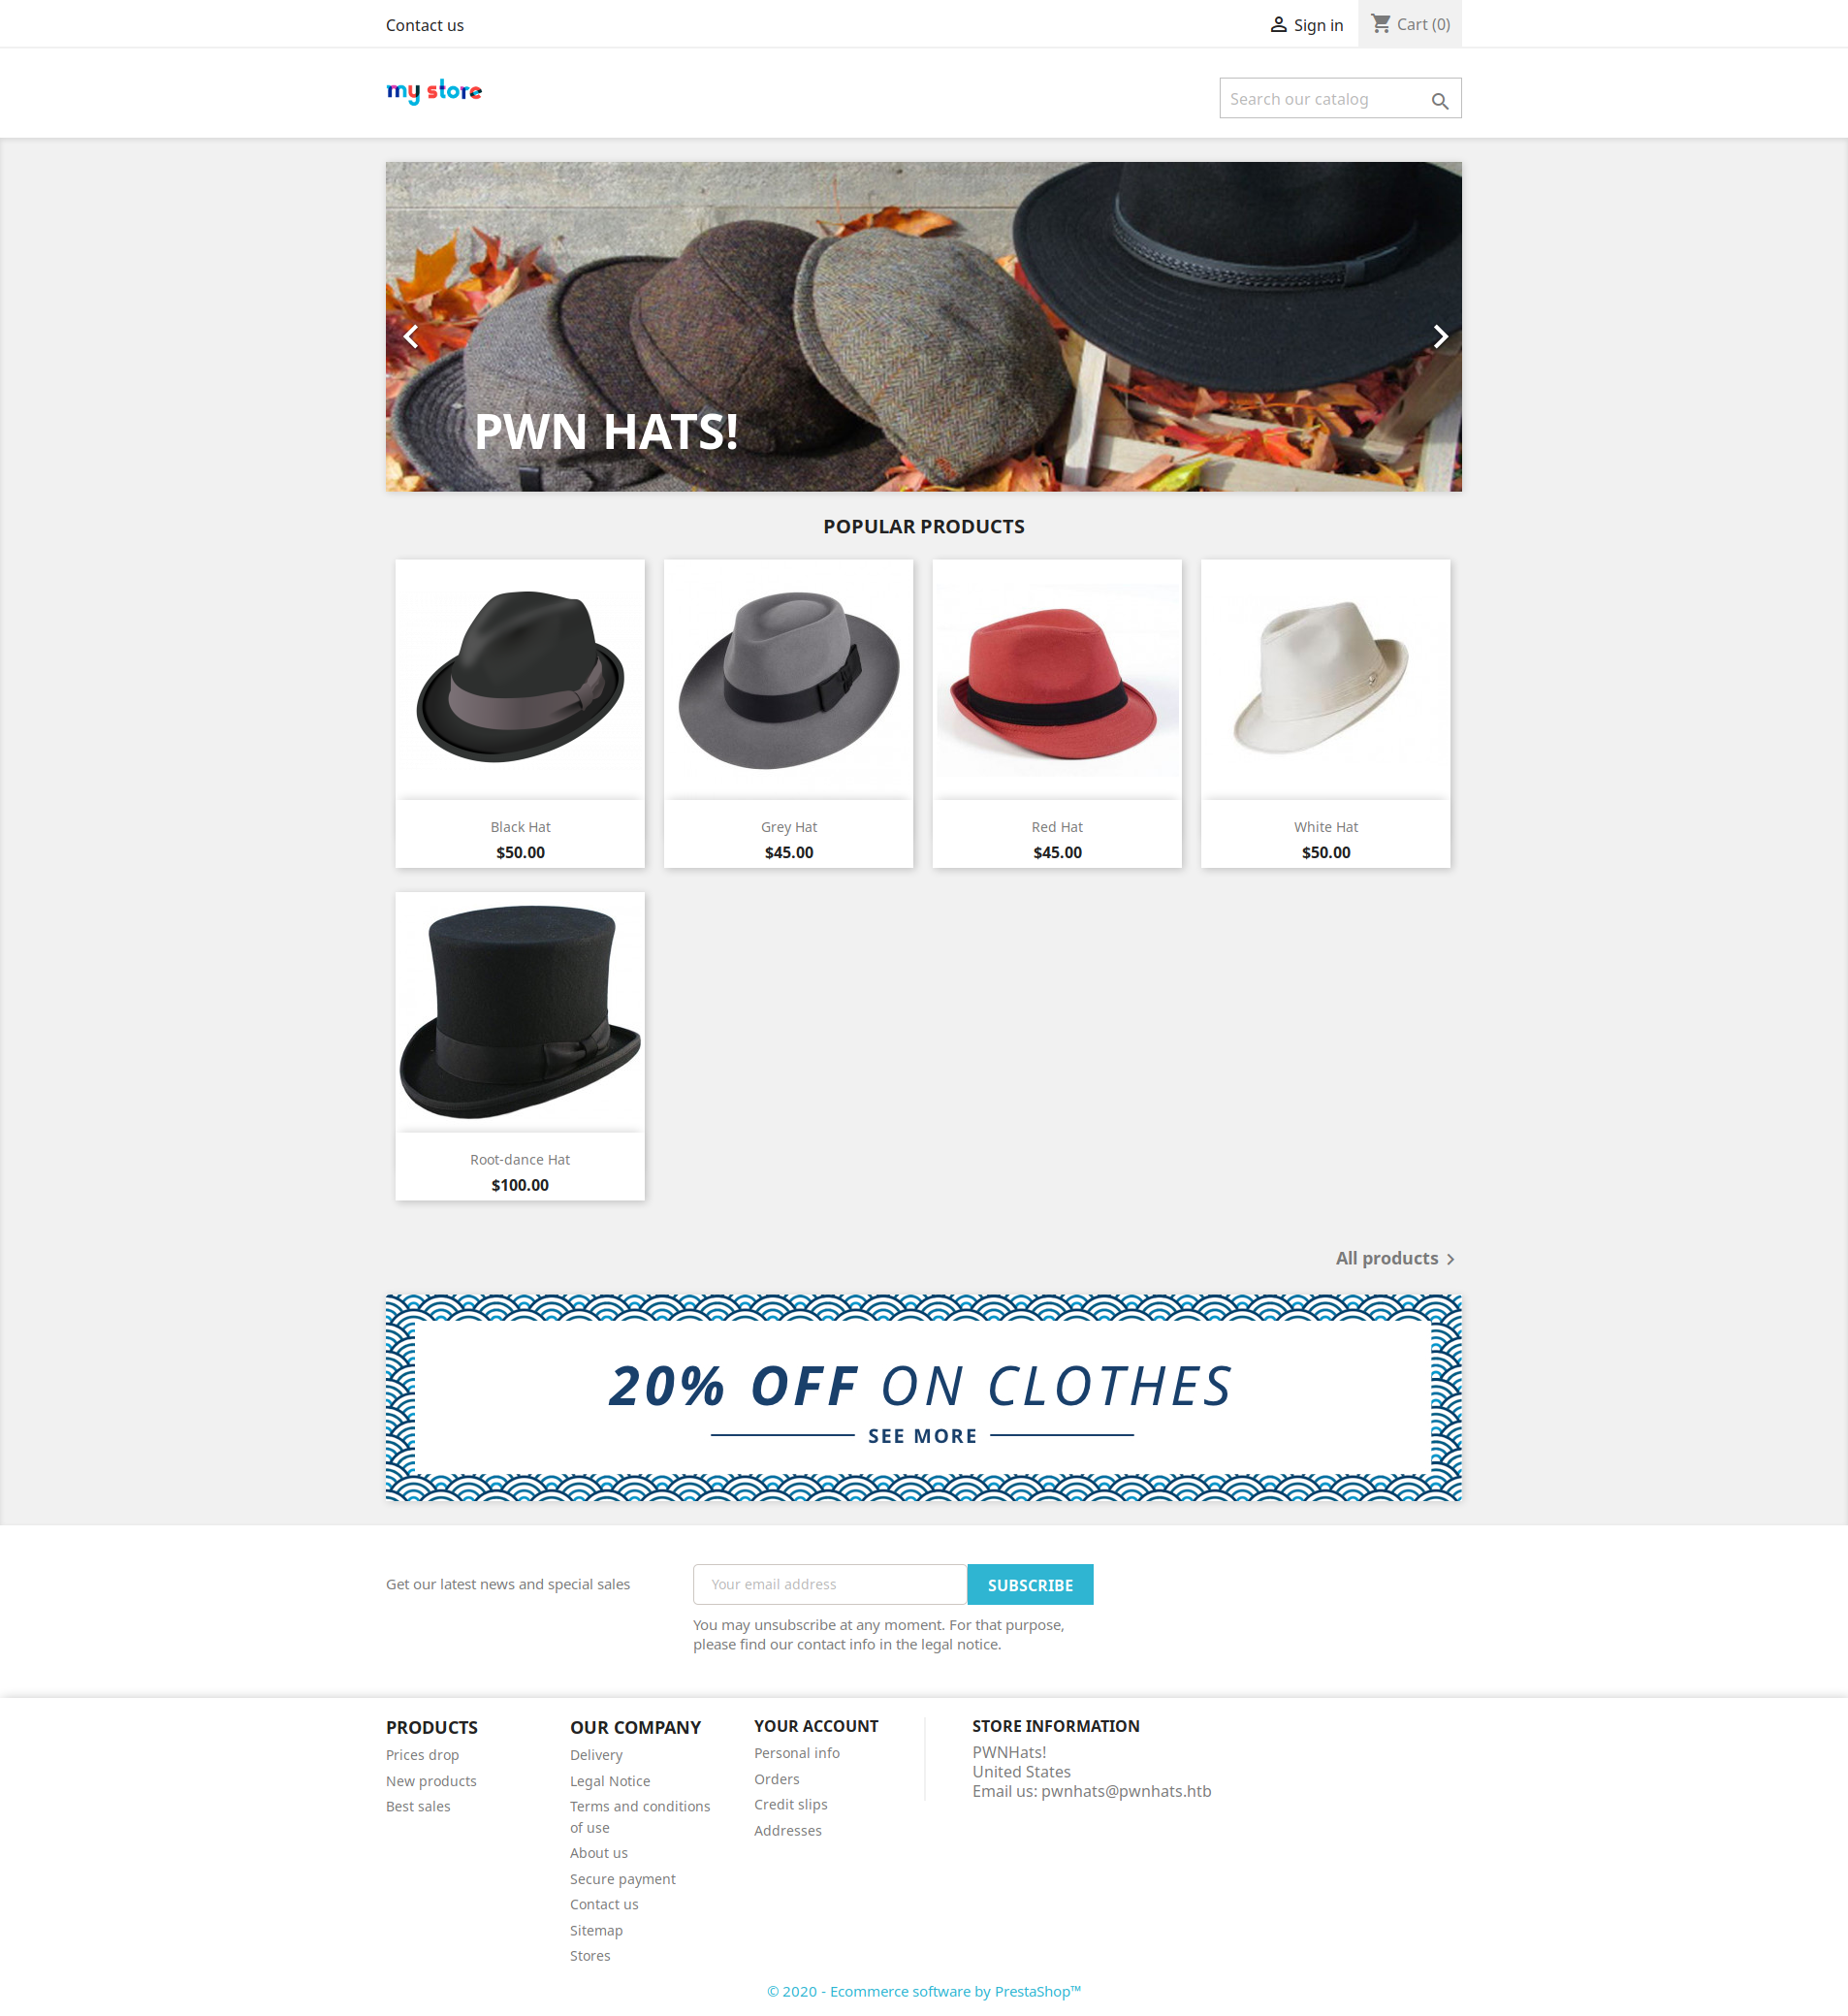 Contact us
Sign in
Cart (0)
my store
Search our catalog
PWN HATS!
POPULAR PRODUCTS
Black Hat
$50.00
Grey Hat
$45.00
Red Hat
$45.00
White Hat
$50.00
Root-dance Hat
$100.00
All products
20% OFF ON CLOTHES
SEE MORE
Get our latest news and special sales
Your email address
SUBSCRIBE
You may unsubscribe at any moment. For that purpose,
please find our contact info in the legal notice.
PRODUCTS
Prices drop
New products
Best sales
OUR COMPANY
Delivery
Legal Notice
Terms and conditions
of use
About us
Secure payment
Contact us
Sitemap
Stores
YOUR ACCOUNT
Personal info
Orders
Credit slips
Addresses
STORE INFORMATION
PWNHats!
United States
Email us: pwnhats@pwnhats.htb
© 2020 - Ecommerce software by PrestaShop™